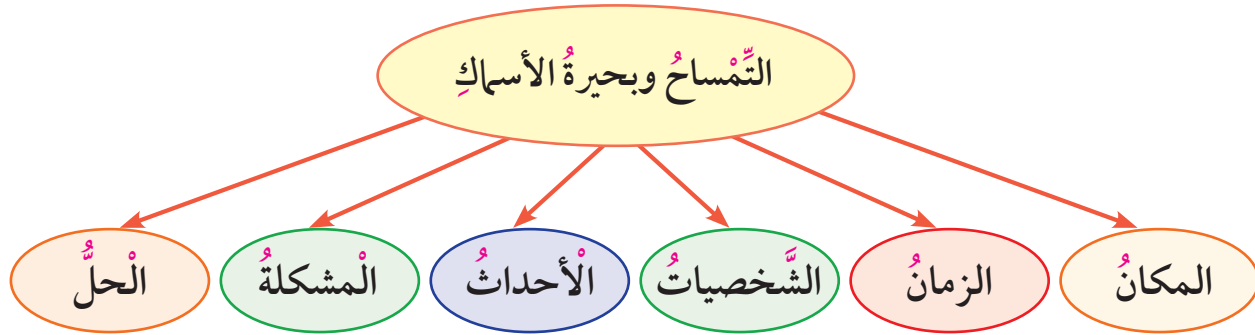 التِّمْساحُ وبحيرةُ الأسماكِ
المكانُ
الزمانُ
الشَّخصياتُ
الْأحداثُ
الْمشكلةُ
الْحلُّ